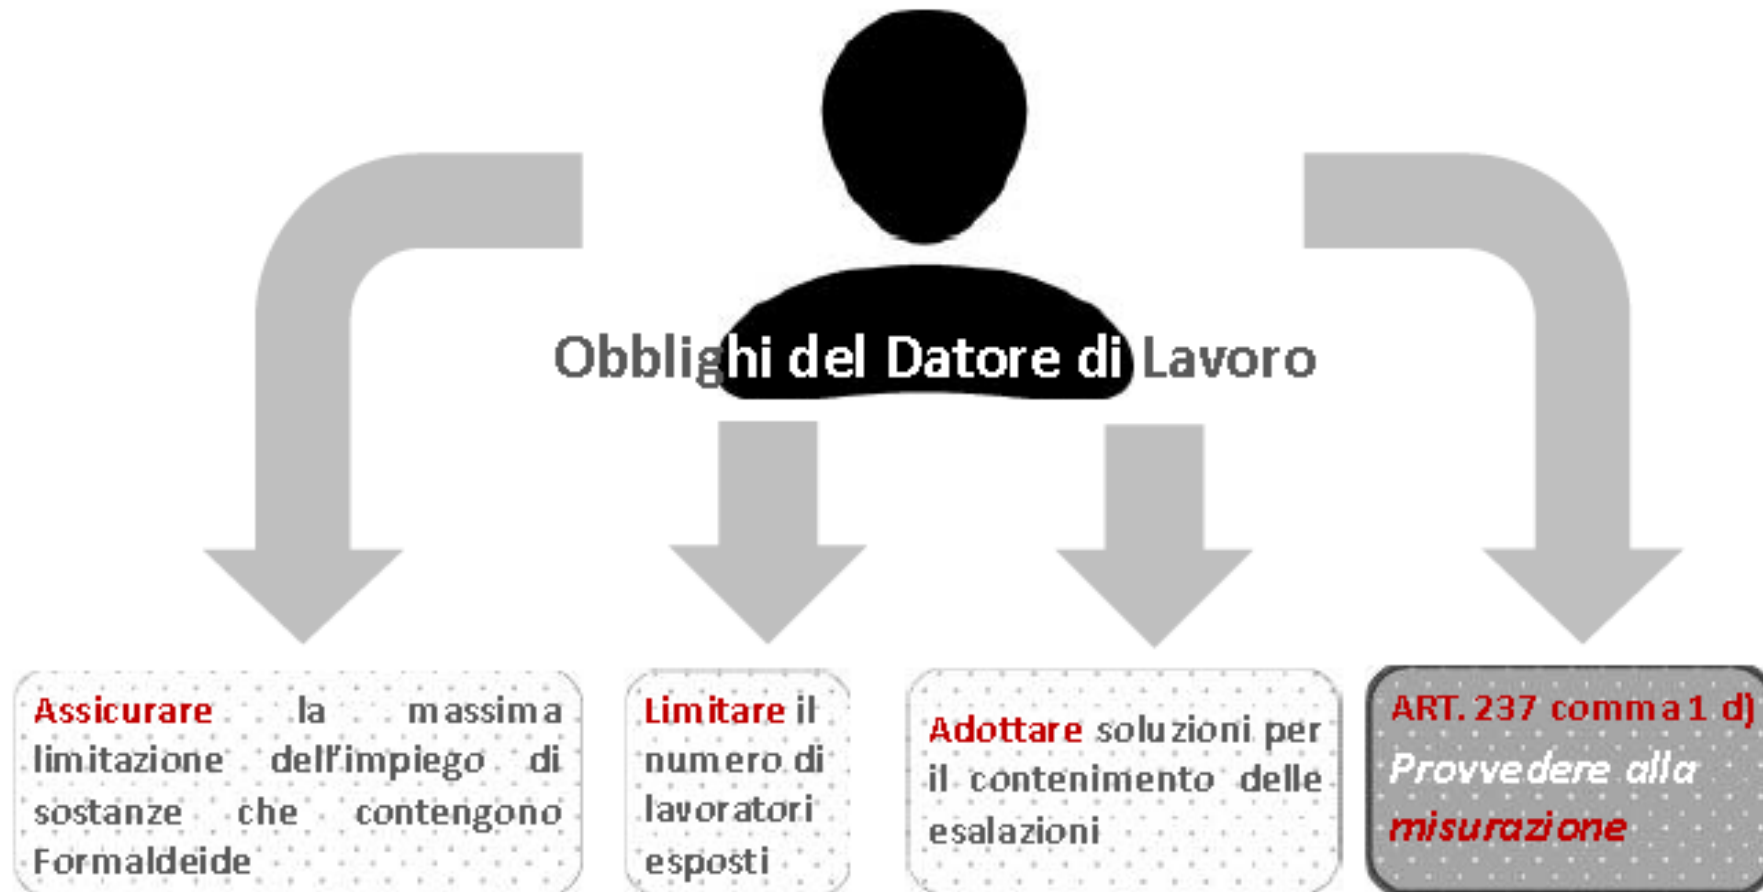 Obblighi del Datore di Lavoro
Assicurare la massima
limitazione dell'impiego di
sostanze che contengono
Formaldeide
Limitare il
numero di
lavoratori
esposti
Adottare soluzioni per
il contenimento delle
esalazioni
ART. 237 comma 1 d)
Provvedere alla
misurazione